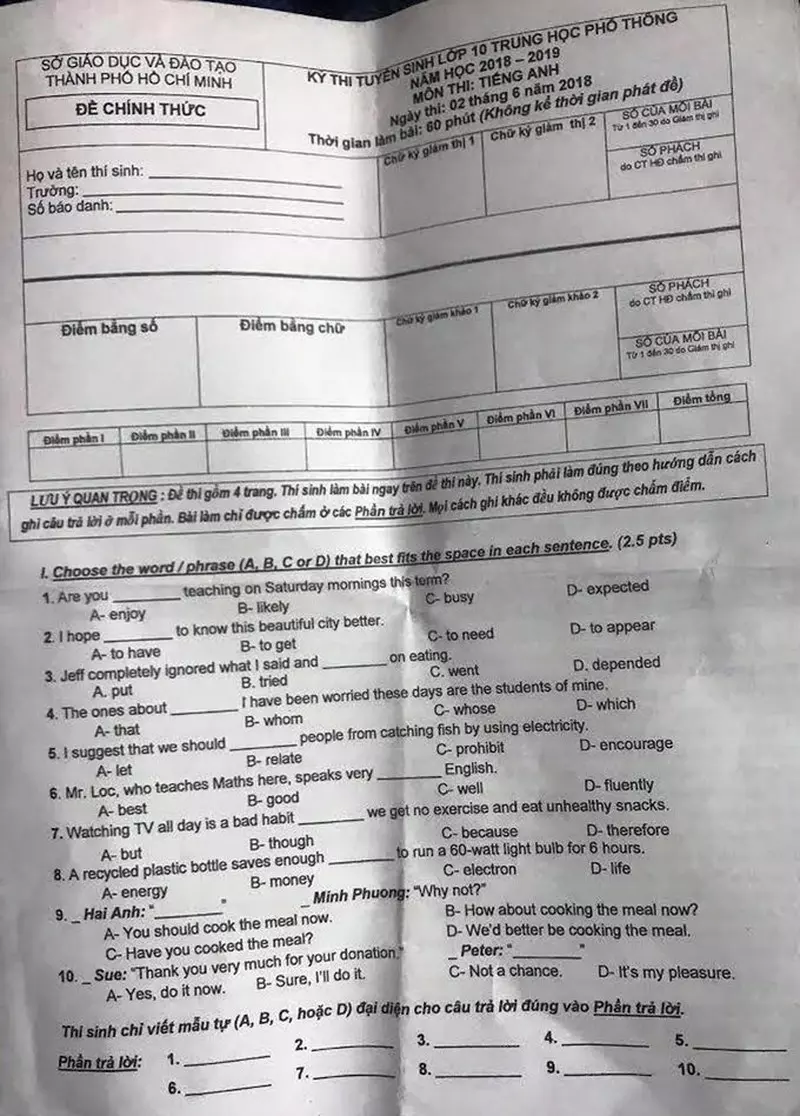 SỞ GIÁO DỤC VÀ ĐÀO TẠO
THÀNH PHỐ HỒ CHÍ MINH
ĐỀ CHÍNH THỨC
KỲ THI TUYỂN SINH LỚP 10 TRUNG HỌC PHỔ THÔNG
NĂM HỌC 2018 – 2019
MÔN THI: TIẾNG ANH
Ngày thi: 02 tháng 6 năm 2018
Thời gian làm bài: 60 phút (Không kể thời gian phát đề)
Họ và tên thí sinh:
Trường:
Số báo danh:
Chữ ký giám thị 1
Chữ ký giám thị 2
SỐ CỦA MỖI BÀI
Từ 1 đến 30 do Giám thị ghi
SỐ PHÁCH
do CT HĐ chấm thi ghi
Điểm bằng số
Điểm bằng chữ
Chữ ký giám khảo 1
Chữ ký giám khảo 2
SỐ PHÁCH
do CT HĐ chấm thi ghi
SỐ CỦA MỖI BÀI
Từ 1 đến 30 do Giám thị ghi
Điểm phần I Điểm phần II Điểm phần III Điểm phần IV Điểm phần V Điểm phần VI Điểm phần VII Điểm tổng
LƯU Ý QUAN TRỌNG : Đề thi gồm 4 trang. Thí sinh làm bài ngay trên đề thi này. Thí sinh phải làm đúng theo hướng dẫn cách
ghi câu trả lời ở mỗi phần. Bài làm chỉ được chấm ở các Phần trả lời. Mọi cách ghi khác đều không được chấm điểm.
I. Choose the word / phrase (A, B, C or D) that best fits the space in each sentence. (2.5 pts)
1. Are you ________ teaching on Saturday mornings this term?
A- enjoy B- likely C- busy D- expected
2. I hope ________ to know this beautiful city better.
A- to have B- to get C- to need D- to appear
3. Jeff completely ignored what I said and ________ on eating.
A. put B. tried C. went D. depended
4. The ones about ________ I have been worried these days are the students of mine.
A- that B- whom C- whose D- which
5. I suggest that we should ________ people from catching fish by using electricity.
A- let B- relate C- prohibit D- encourage
6. Mr. Loc, who teaches Maths here, speaks very ________ English.
A- best B- good C- well D- fluently
7. Watching TV all day is a bad habit ________ we get no exercise and eat unhealthy snacks.
A- but B- though C- because D- therefore
8. A recycled plastic bottle saves enough ________ to run a 60-watt light bulb for 6 hours.
A- energy B- money C- electron D- life
9. _ Hai Anh: "________" _ Minh Phuong: "Why not?"
A- You should cook the meal now. B- How about cooking the meal now?
C- Have you cooked the meal? D- We'd better be cooking the meal.
10. _ Sue: "Thank you very much for your donation." _ Peter: "________"
A- Yes, do it now. B- Sure, I'll do it. C- Not a chance. D- It's my pleasure.
Thí sinh chỉ viết mẫu tự (A, B, C, hoặc D) đại diện cho câu trả lời đúng vào Phần trả lời.
Phần trả lời: 1. ________ 2. ________ 3. ________ 4. ________ 5. ________
6. ________ 7. ________ 8. ________ 9. ________ 10. ________